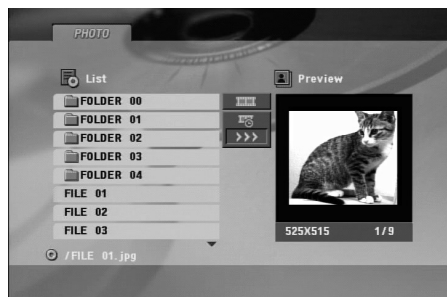 PHOTO
List
Preview
FOLDER 00
FOLDER 01
FOLDER 02
>>>
FOLDER 03
FOLDER 04
FILE 01
FILE 02
FILE 03
525X515 1/9
/FILE 01.jpg